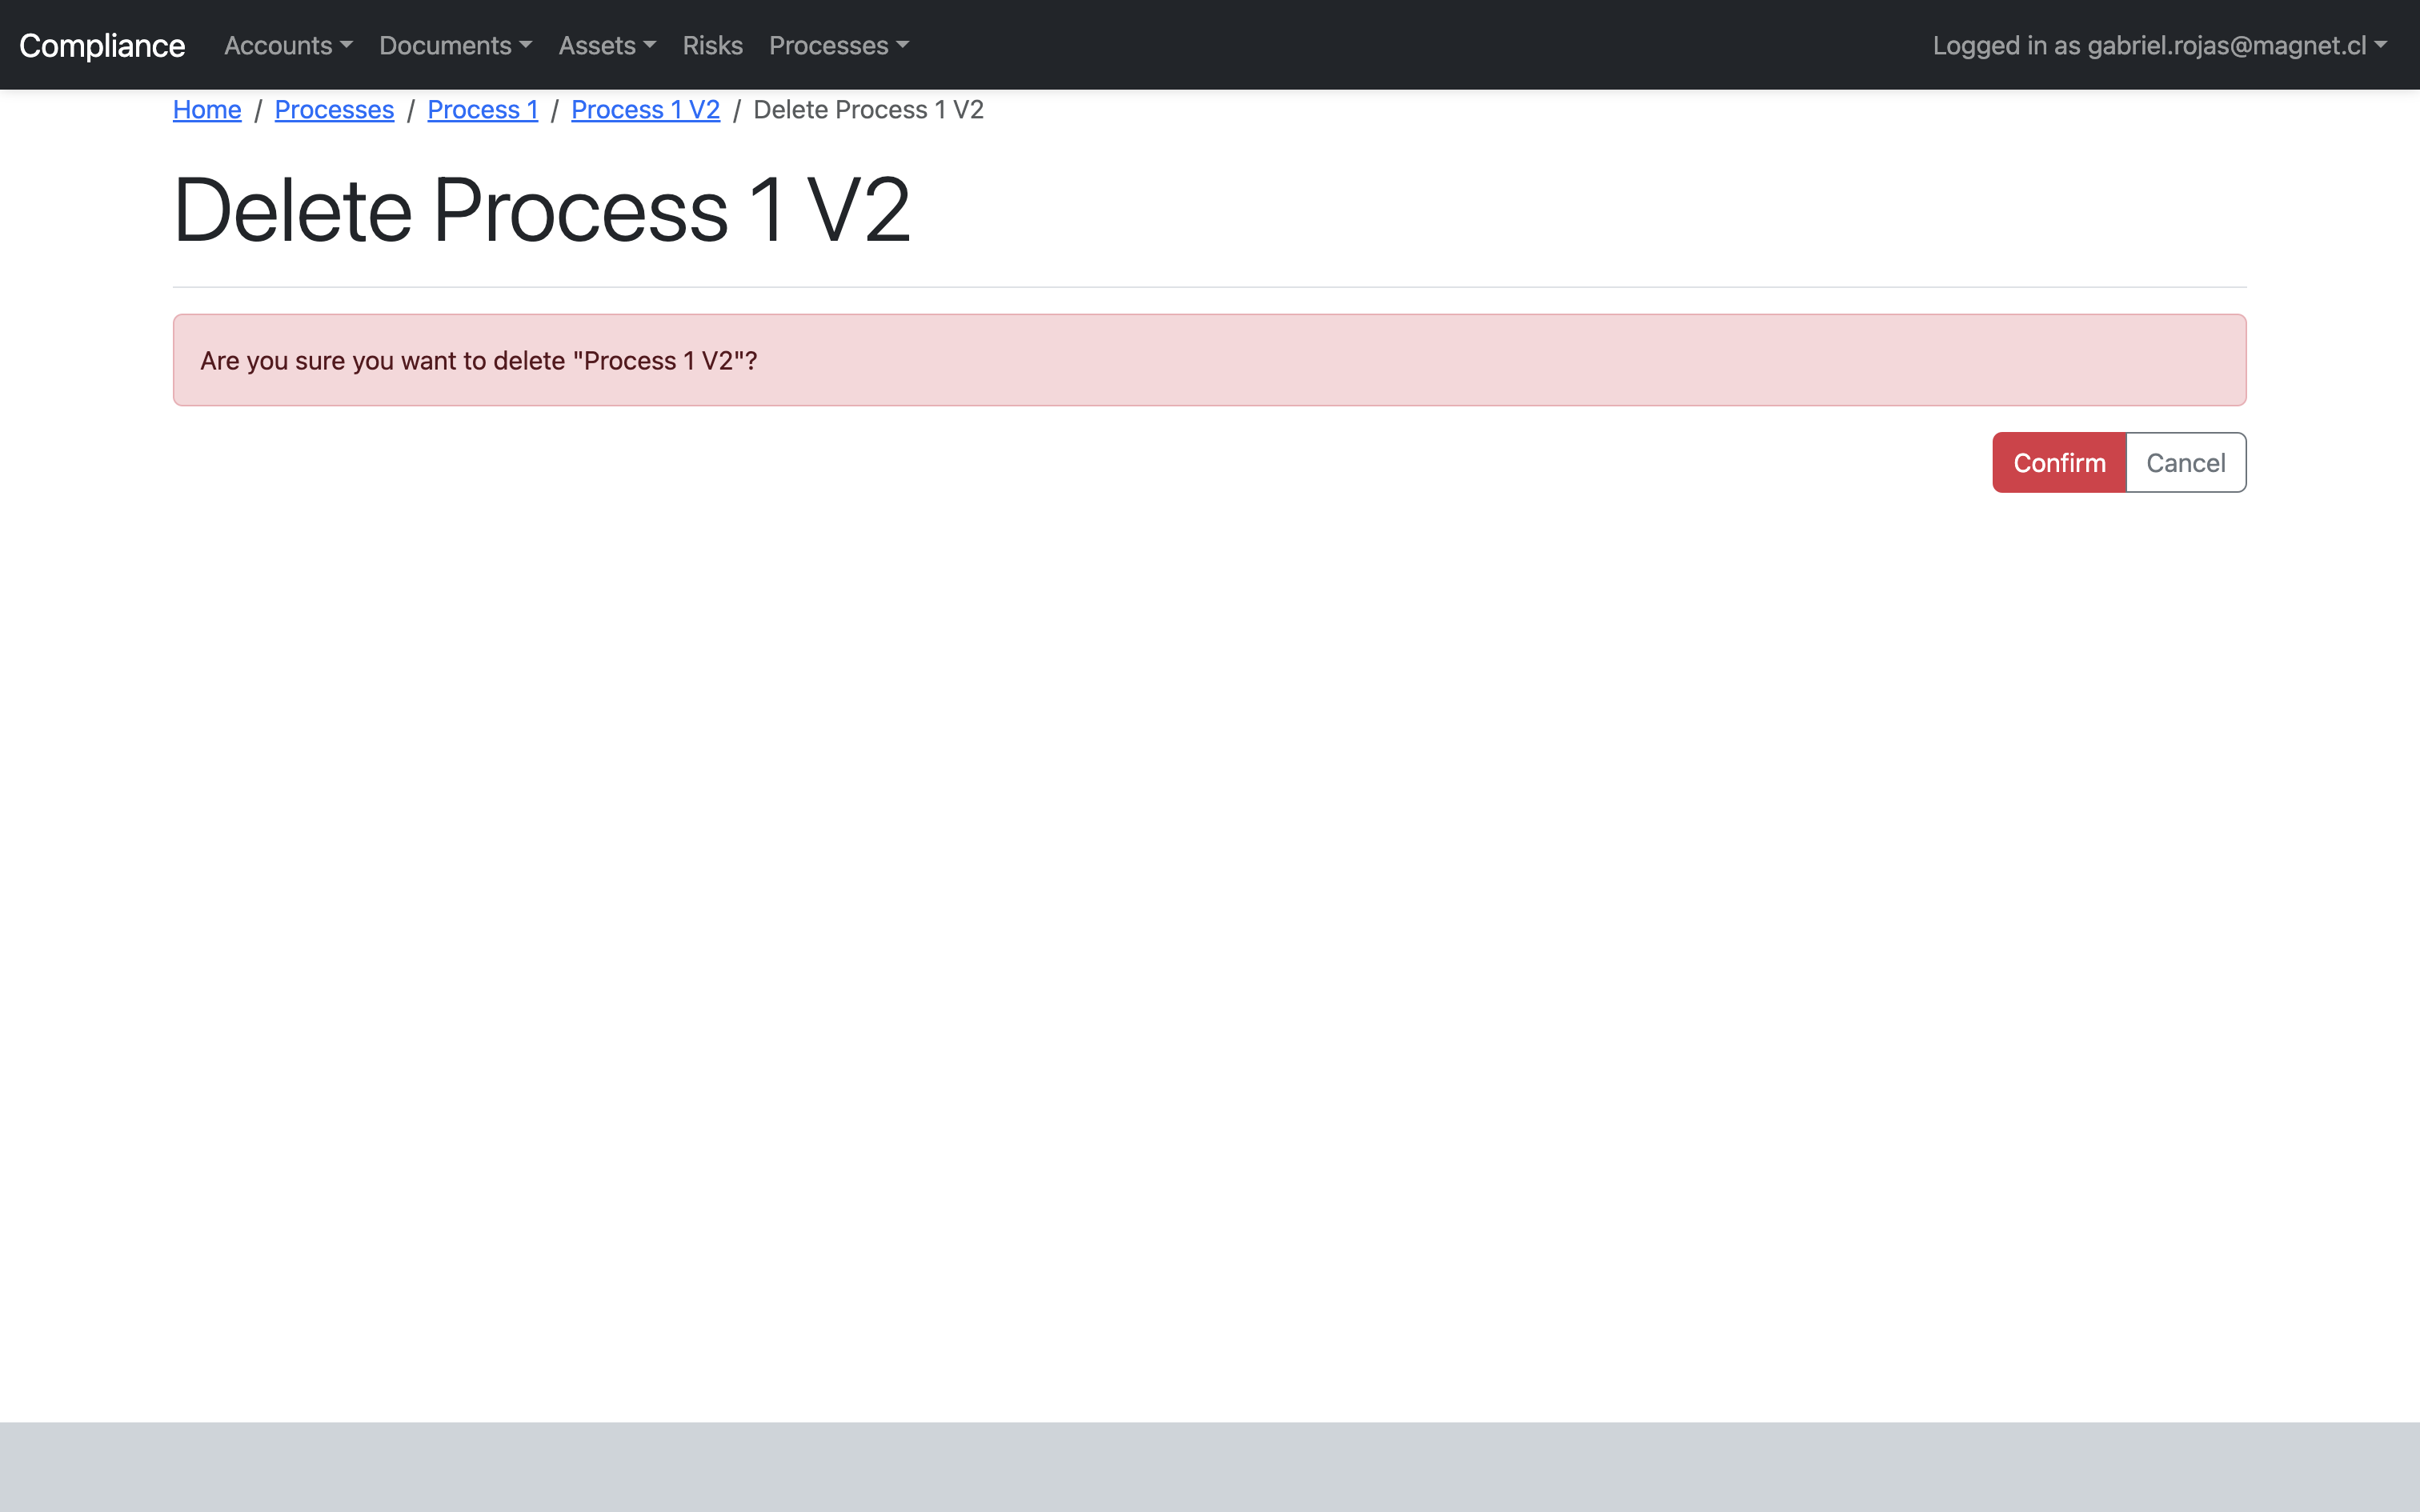 Compliance Accounts Documents Assets Risks Processes Logged in as gabriel.rojas@magnet.cl
Home / Processes / Process 1 / Process 1 V2 / Delete Process 1 V2
Delete Process 1 V2
Are you sure you want to delete "Process 1 V2"?
Confirm Cancel